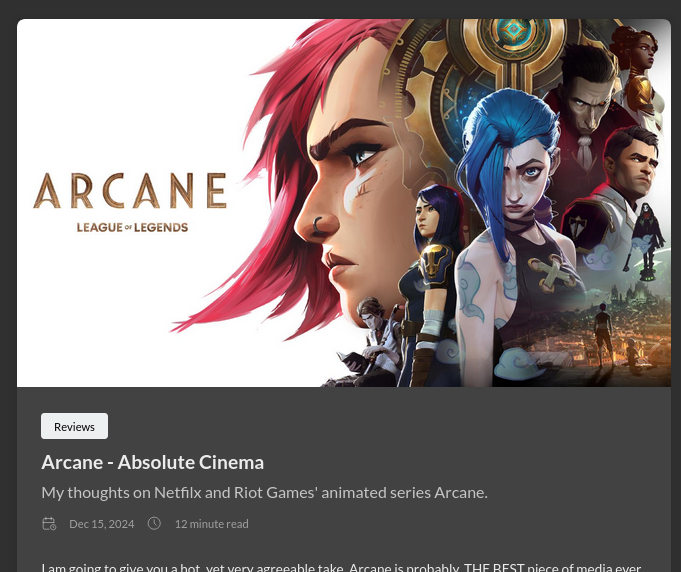 ARCANE
LEAGUE OF LEGENDS
Reviews
Arcane - Absolute Cinema
My thoughts on Netfilx and Riot Games' animated series Arcane.
Dec 15, 2024 12 minute read
I am going to give you a hot, yet very agreeable take. Arcane is probably, THE BEST piece of media ever